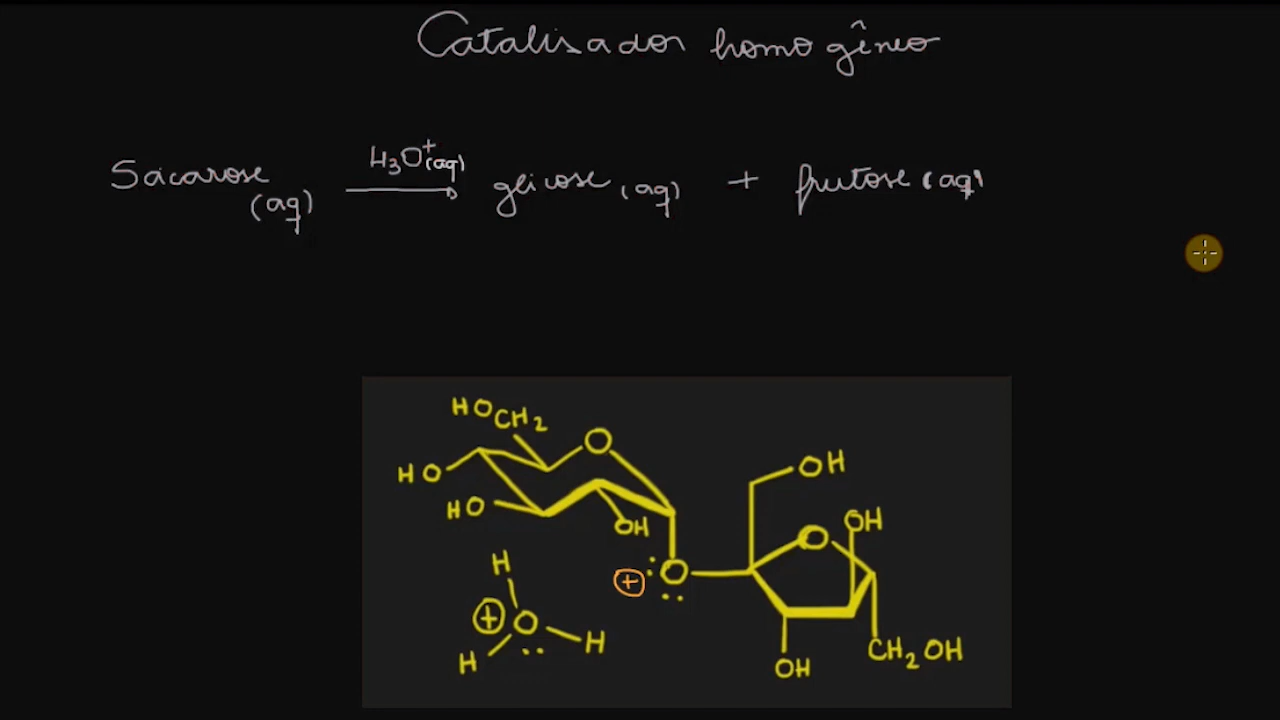 Catalisador homogêneo
H₃O⁺(aq)
Sacarose (aq) → glicose (aq) + frutose (aq)
HOCH₂
O
HO
OH
HO
OH
OH
O
H
⊕ : O
⊕ O H
H
OH
CH₂OH